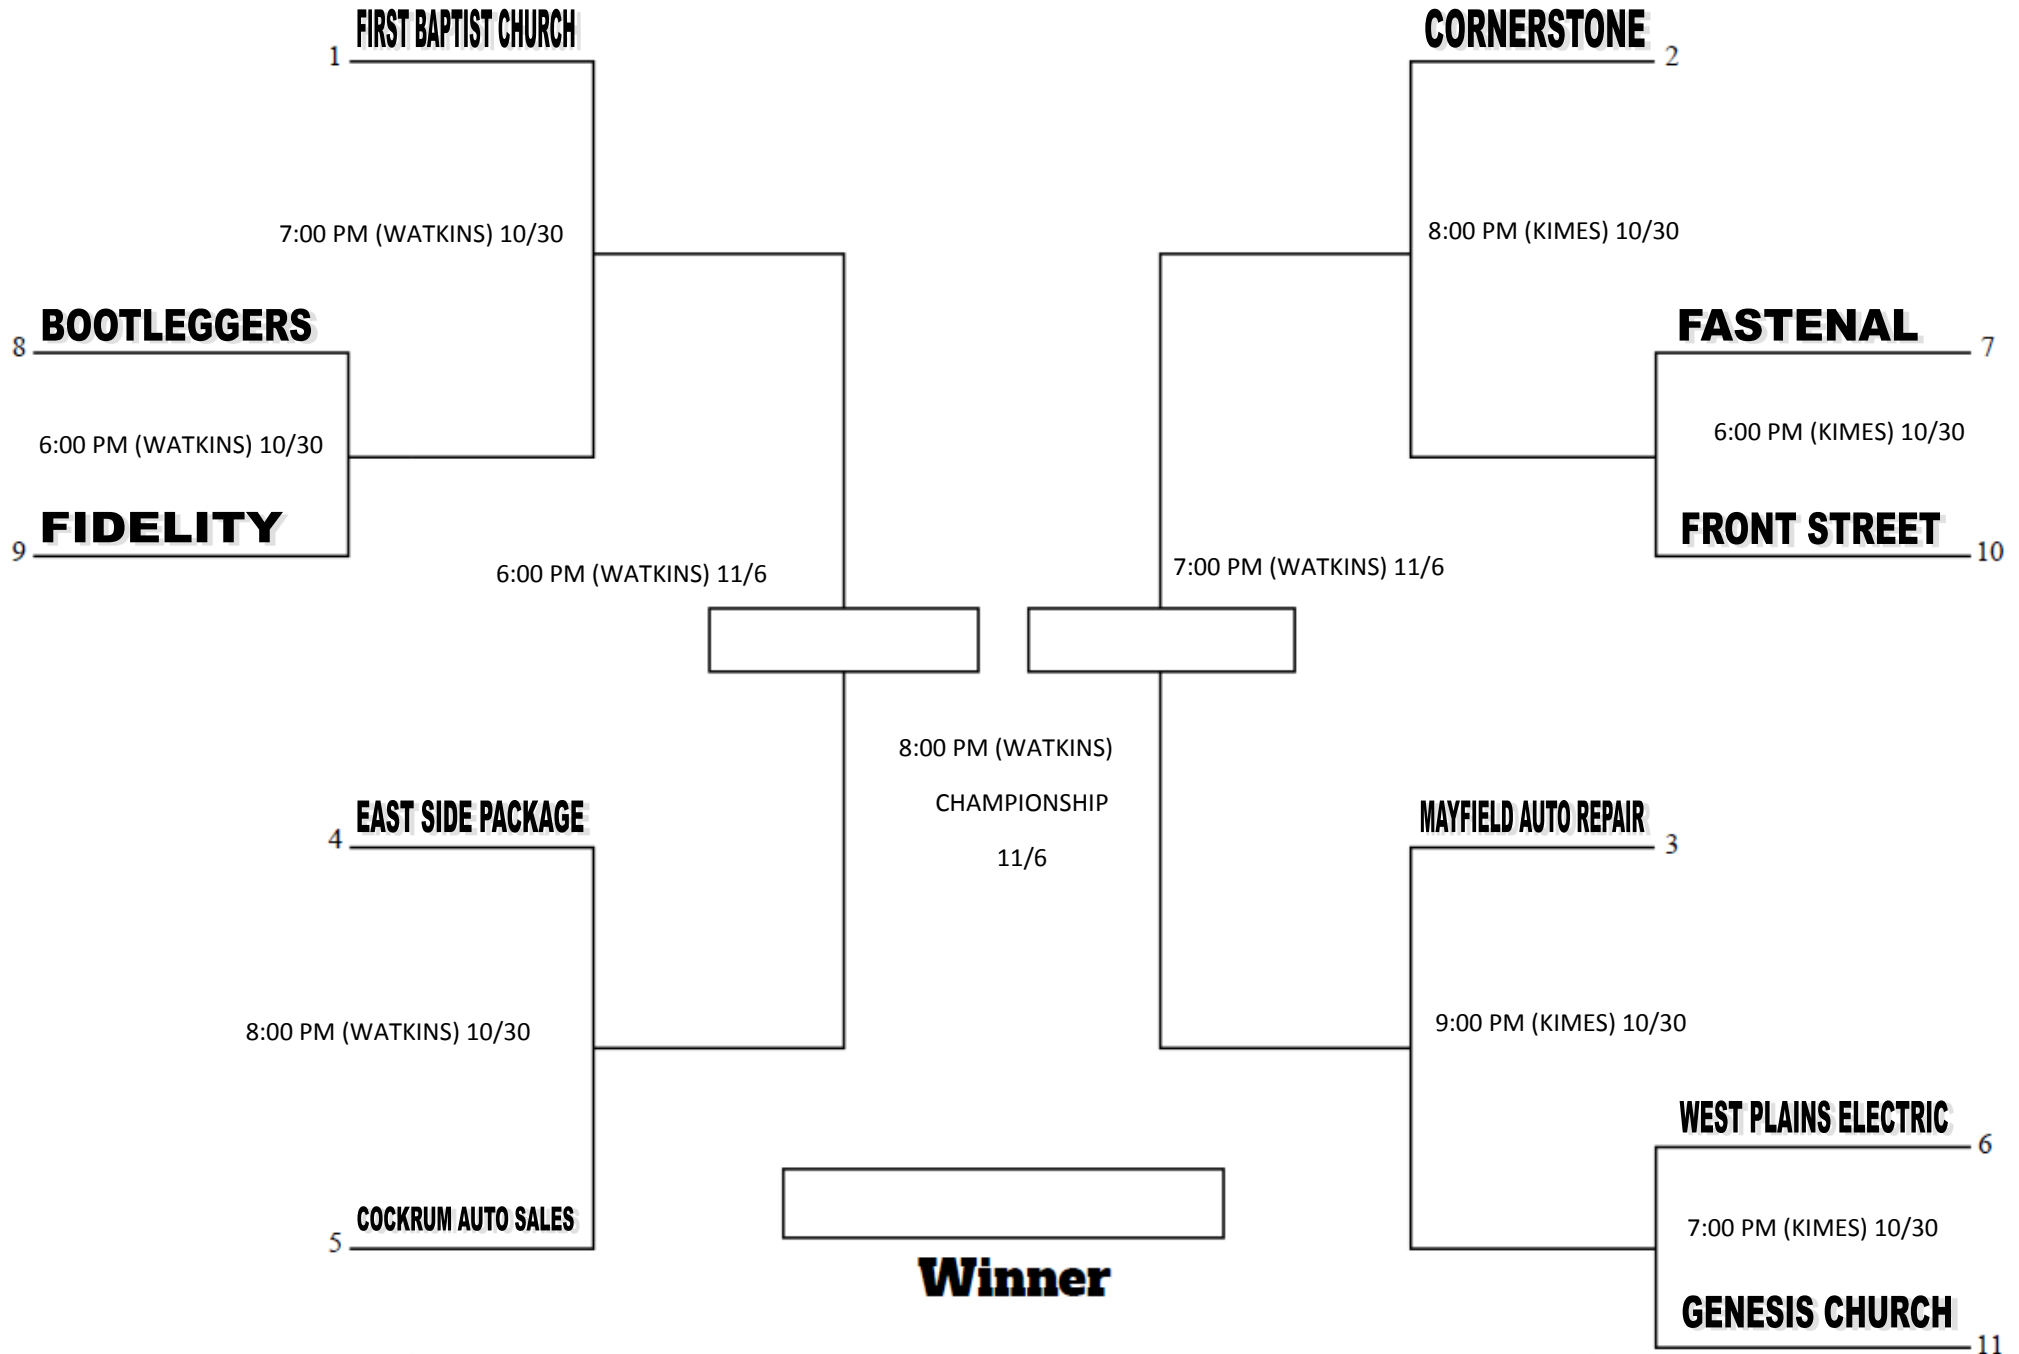 FIRST BAPTIST CHURCH
1
7:00 PM (WATKINS) 10/30
BOOTLEGGERS
8
6:00 PM (WATKINS) 10/30
FIDELITY
9
6:00 PM (WATKINS) 11/6
EAST SIDE PACKAGE
4
8:00 PM (WATKINS) 10/30
COCKRUM AUTO SALES
5
CORNERSTONE
2
8:00 PM (KIMES) 10/30
FASTENAL
7
6:00 PM (KIMES) 10/30
FRONT STREET
10
7:00 PM (WATKINS) 11/6
MAYFIELD AUTO REPAIR
3
9:00 PM (KIMES) 10/30
WEST PLAINS ELECTRIC
6
7:00 PM (KIMES) 10/30
GENESIS CHURCH
11
8:00 PM (WATKINS)
CHAMPIONSHIP
11/6
Winner